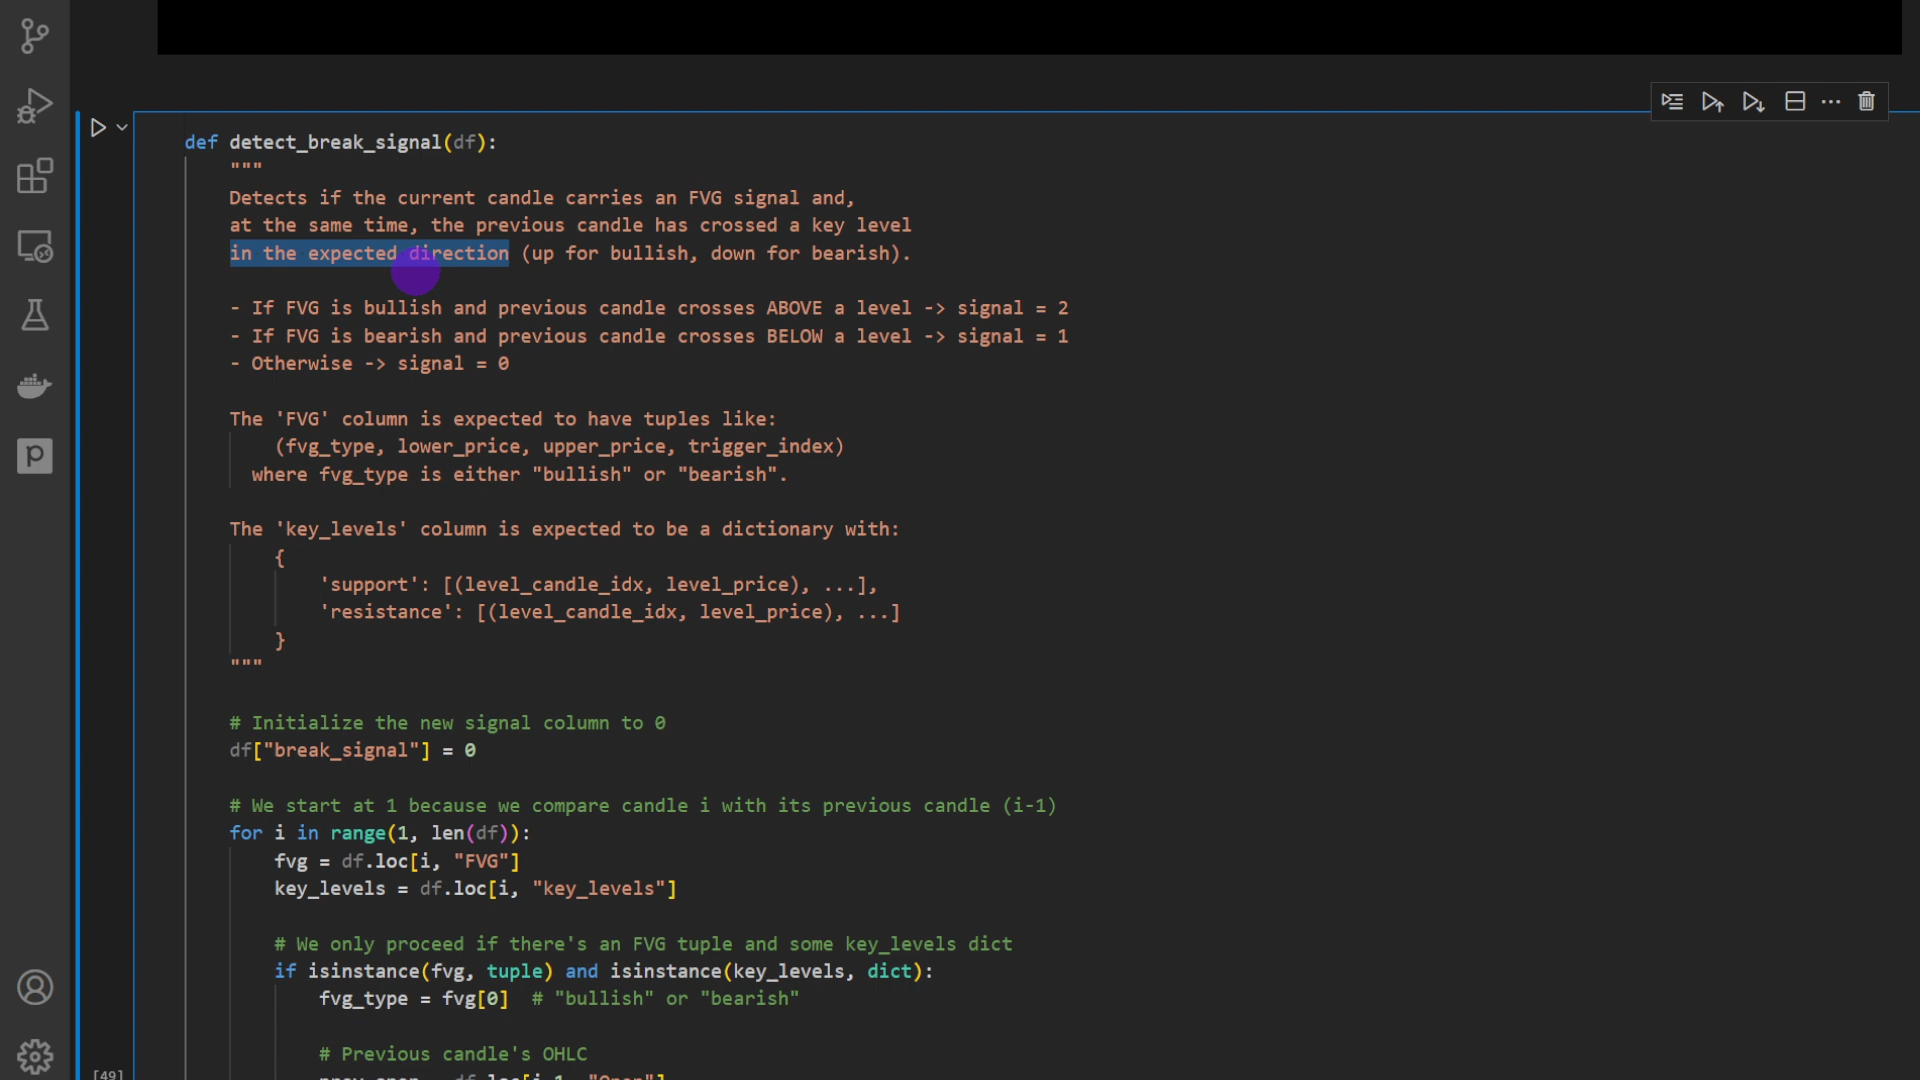 def detect_break_signal(df):
"""
Detects if the current candle carries an FVG signal and,
at the same time, the previous candle has crossed a key level
in the expected direction (up for bullish, down for bearish).
- If FVG is bullish and previous candle crosses ABOVE a level -> signal = 2
- If FVG is bearish and previous candle crosses BELOW a level -> signal = 1
- Otherwise -> signal = 0
The 'FVG' column is expected to have tuples like:
(fvg_type, lower_price, upper_price, trigger_index)
where fvg_type is either "bullish" or "bearish".
The 'key_levels' column is expected to be a dictionary with:
{
'support': [(level_candle_idx, level_price), ...],
'resistance': [(level_candle_idx, level_price), ...]
}
"""
# Initialize the new signal column to 0
df["break_signal"] = 0
# We start at 1 because we compare candle i with its previous candle (i-1)
for i in range(1, len(df)):
fvg = df.loc[i, "FVG"]
key_levels = df.loc[i, "key_levels"]
# We only proceed if there's an FVG tuple and some key_levels dict
if isinstance(fvg, tuple) and isinstance(key_levels, dict):
fvg_type = fvg[0]  # "bullish" or "bearish"
# Previous candle's OHLC
prev_open = df.loc[i-1, "Open"]
[49]